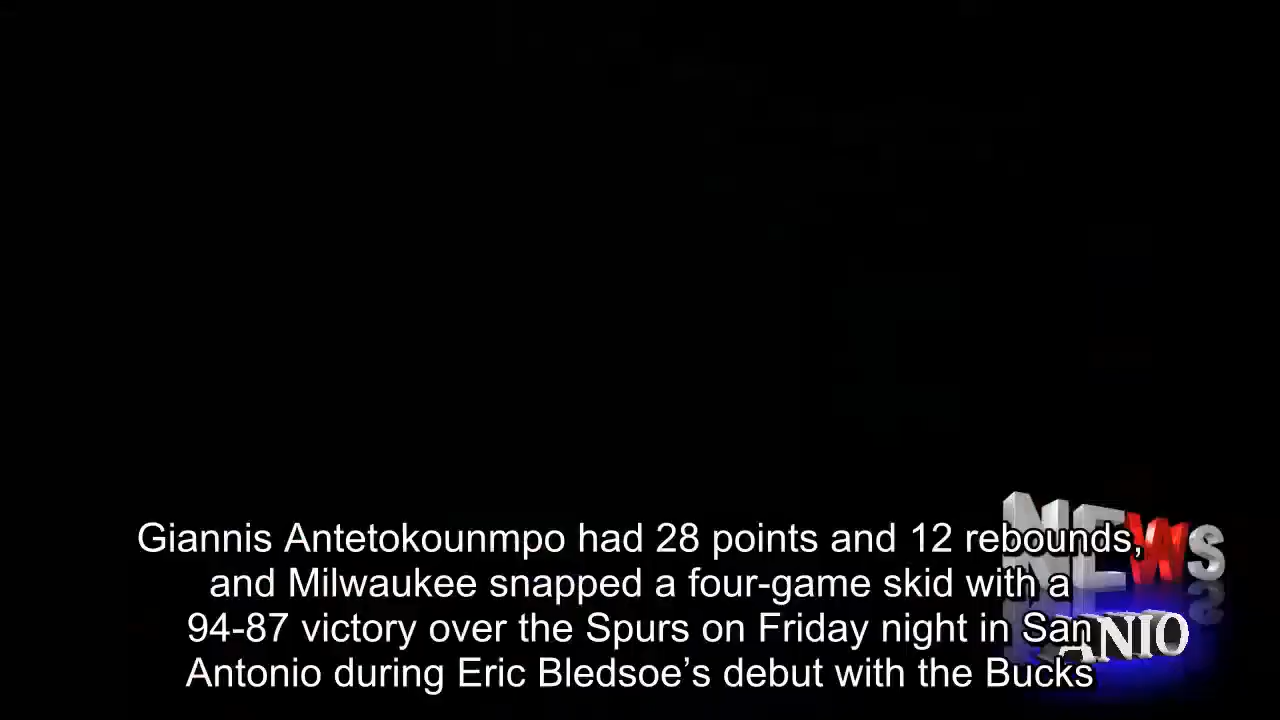 Giannis Antetokounmpo had 28 points and 12 rebounds,
and Milwaukee snapped a four-game skid with a
94-87 victory over the Spurs on Friday night in San
Antonio during Eric Bledsoe’s debut with the Bucks
NEWS